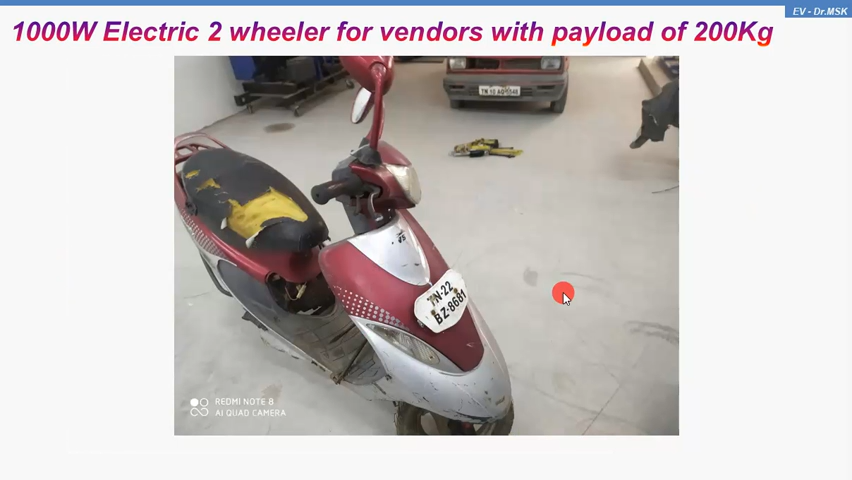 EV - Dr.MSK
1000W Electric 2 wheeler for vendors with payload of 200Kg
TN-22
BZ-8681
REDMI NOTE 8
AI QUAD CAMERA